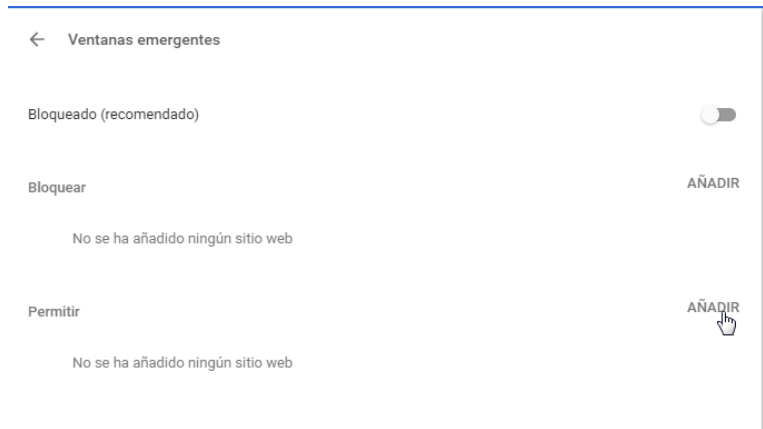 Ventanas emergentes
Bloqueado (recomendado)
Bloquear AÑADIR
No se ha añadido ningún sitio web
Permitir AÑADIR
No se ha añadido ningún sitio web